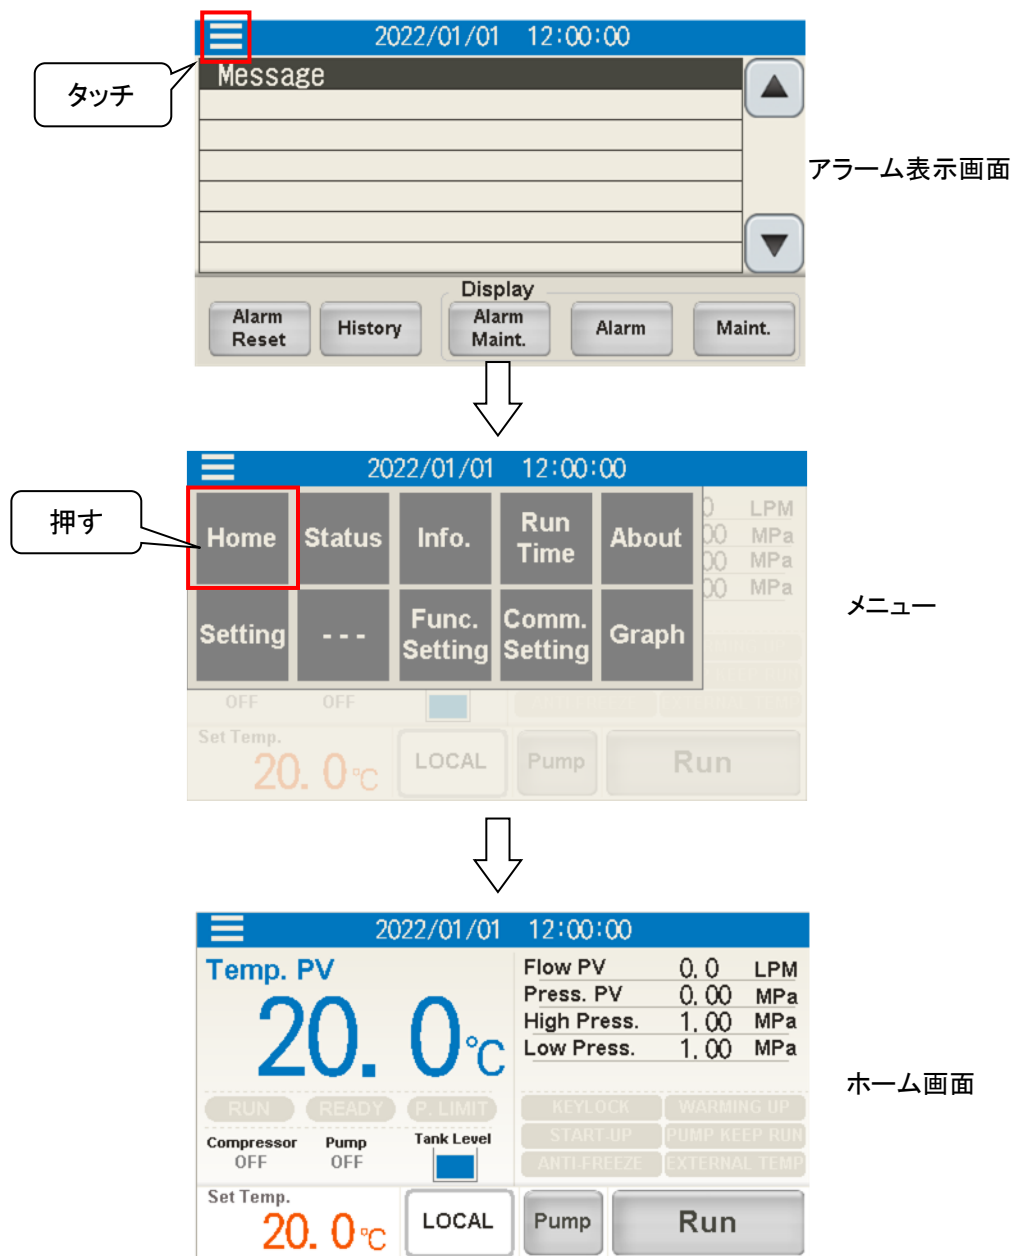 2022/01/01 12:00:00
タッチ
Message
アラーム表示画面
Display
Alarm
Reset
History
Alarm
Maint.
Alarm
Maint.
2022/01/01 12:00:00
押す
Home
Status
Info.
Run
Time
About
LPM
MPa
MPa
MPa
メニュー
Setting
---
Func.
Setting
Comm.
Setting
Graph
OFF
OFF
Set Temp.
20.0℃
LOCAL
Pump
Run
2022/01/01 12:00:00
Temp. PV
20.0℃
Flow PV 0.0 LPM
Press. PV 0.00 MPa
High Press. 1.00 MPa
Low Press. 1.00 MPa
ホーム画面
RUN
READY
P. LIMIT
KEYLOCK
WARMING UP
START-UP
PUMP KEEP RUN
ANTI-FREEZE
EXTERNAL TEMP
Compressor
OFF
Pump
OFF
Tank Level
Set Temp.
20.0℃
LOCAL
Pump
Run